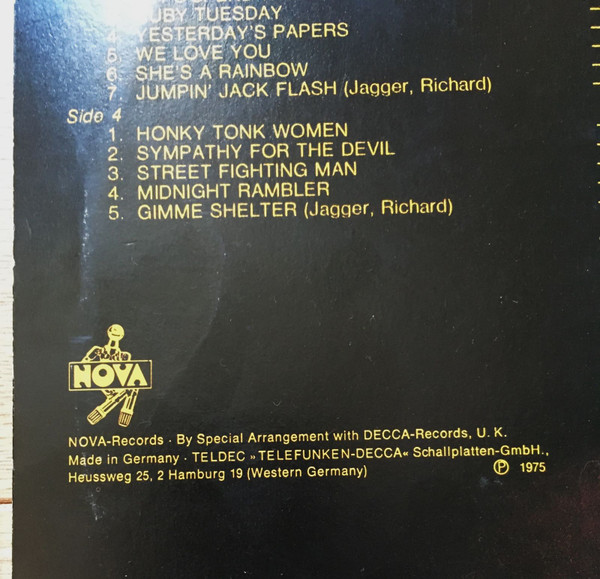 TUESDAY
4. YESTERDAY'S PAPERS
5. WE LOVE YOU
6. SHE'S A RAINBOW
7. JUMPIN' JACK FLASH (Jagger, Richard)
Side 4
1. HONKY TONK WOMEN
2. SYMPATHY FOR THE DEVIL
3. STREET FIGHTING MAN
4. MIDNIGHT RAMBLER
5. GIMME SHELTER (Jagger, Richard)
NOVA
NOVA-Records · By Special Arrangement with DECCA-Records, U. K.
Made in Germany · TELDEC »TELEFUNKEN-DECCA« Schallplatten-GmbH.,
Heussweg 25, 2 Hamburg 19 (Western Germany) ℗ 1975